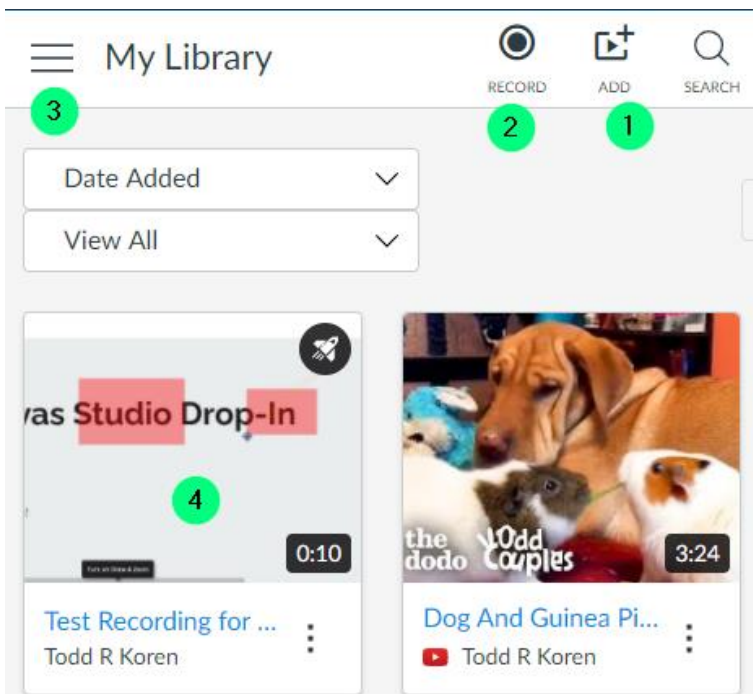 My Library
RECORD
ADD
SEARCH
3
2
1
Date Added
View All
vas Studio Drop-In
4
0:10
the dodo
Odd Couples
3:24
Test Recording for ...
Todd R Koren
Dog And Guinea Pi...
Todd R Koren